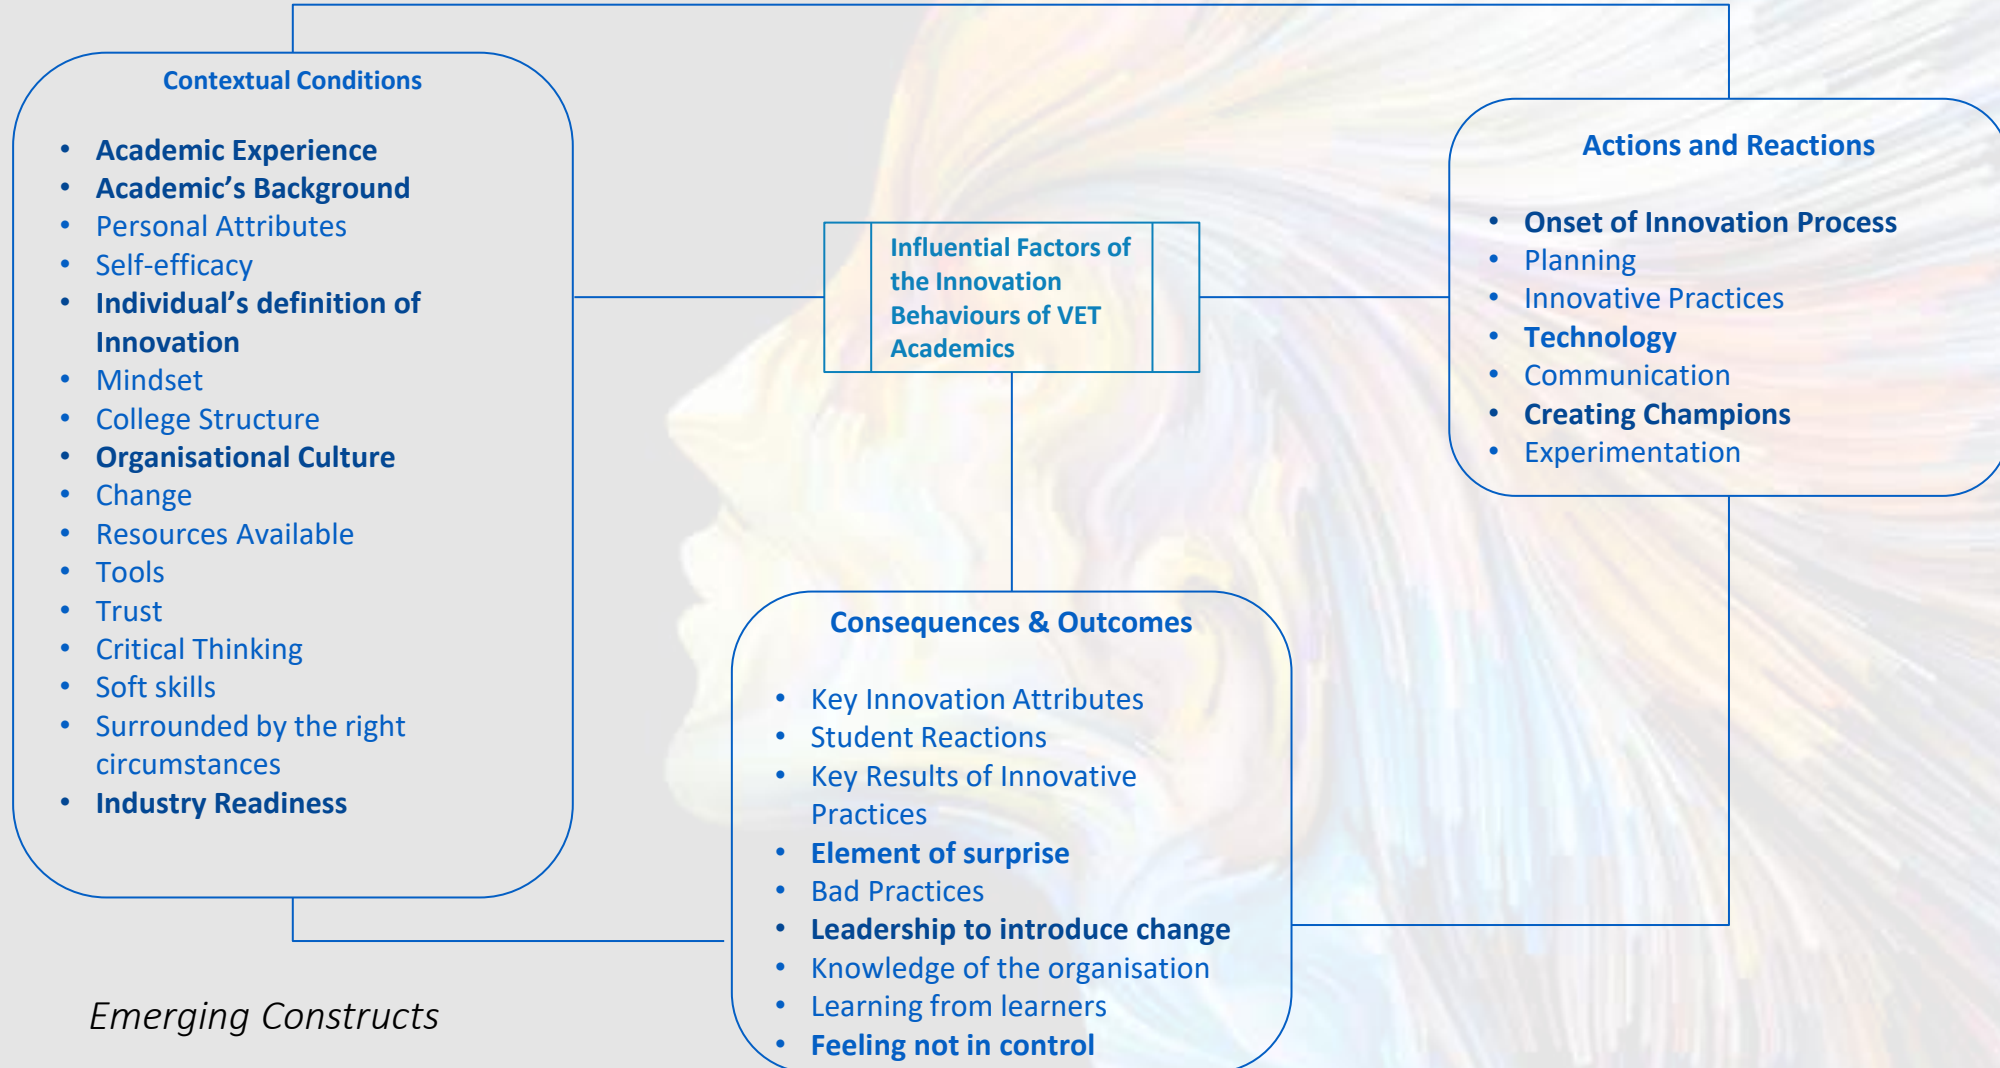 Contextual Conditions
• Academic Experience
• Academic’s Background
• Personal Attributes
• Self-efficacy
• Individual’s definition of
Innovation
• Mindset
• College Structure
• Organisational Culture
• Change
• Resources Available
• Tools
• Trust
• Critical Thinking
• Soft skills
• Surrounded by the right
circumstances
• Industry Readiness
Influential Factors of
the Innovation
Behaviours of VET
Academics
Actions and Reactions
• Onset of Innovation Process
• Planning
• Innovative Practices
• Technology
• Communication
• Creating Champions
• Experimentation
Consequences & Outcomes
• Key Innovation Attributes
• Student Reactions
• Key Results of Innovative
Practices
• Element of surprise
• Bad Practices
• Leadership to introduce change
• Knowledge of the organisation
• Learning from learners
• Feeling not in control
Emerging Constructs